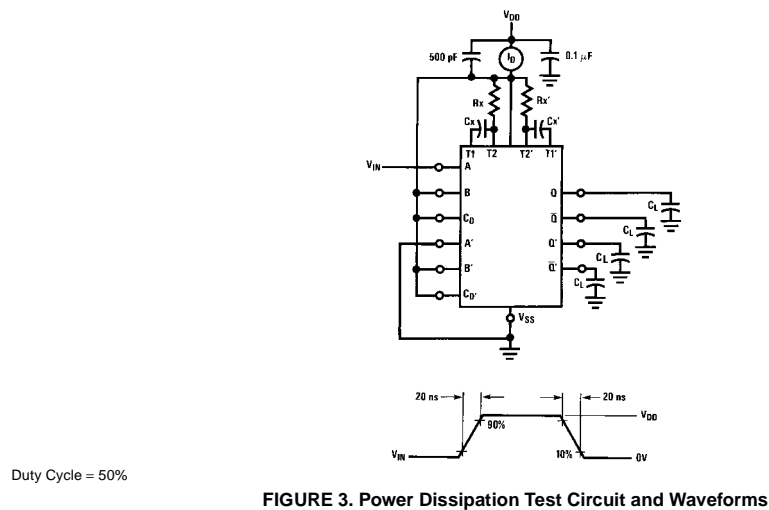 VDD
500 pF
ID
0.1 μF
Rx
Rx'
Cx
Cx'
T1 T2 T2' T1'
VIN
A
B
CD
A'
B'
CD'
Q
Q̅
Q'
Q̅'
CL
CL
CL
CL
VSS
20 ns
20 ns
90%
VDD
VIN
10%
0V
Duty Cycle = 50%
FIGURE 3. Power Dissipation Test Circuit and Waveforms